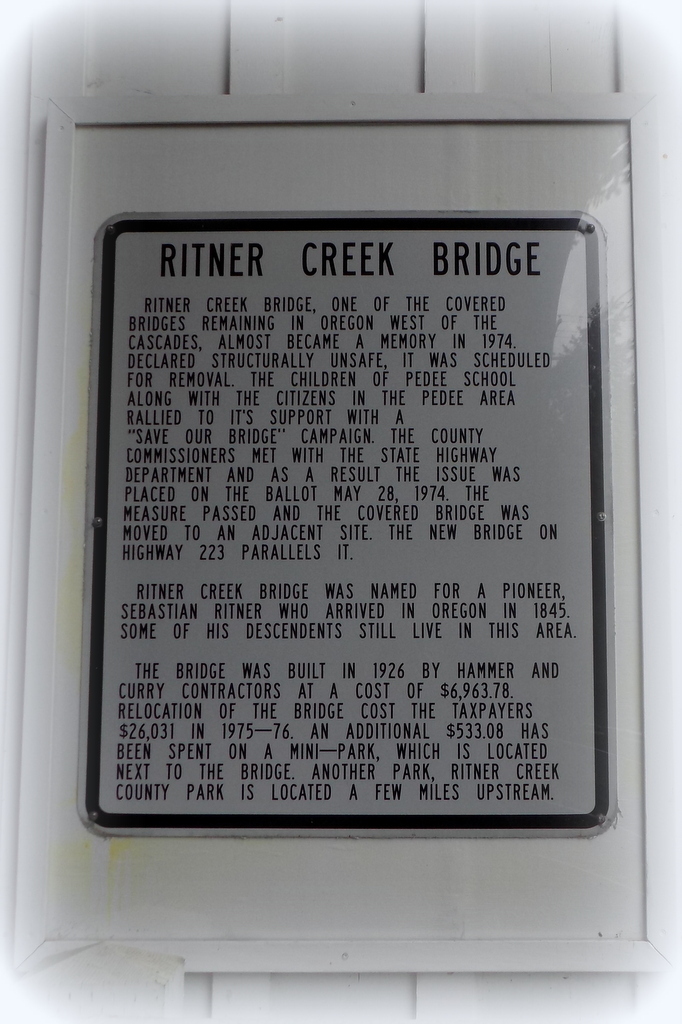 RITNER CREEK BRIDGE
RITNER CREEK BRIDGE, ONE OF THE COVERED
BRIDGES REMAINING IN OREGON WEST OF THE
CASCADES, ALMOST BECAME A MEMORY IN 1974.
DECLARED STRUCTURALLY UNSAFE, IT WAS SCHEDULED
FOR REMOVAL. THE CHILDREN OF PEDEE SCHOOL
ALONG WITH THE CITIZENS IN THE PEDEE AREA
RALLIED TO IT'S SUPPORT WITH A
"SAVE OUR BRIDGE" CAMPAIGN. THE COUNTY
COMMISSIONERS MET WITH THE STATE HIGHWAY
DEPARTMENT AND AS A RESULT THE ISSUE WAS
PLACED ON THE BALLOT MAY 28, 1974. THE
MEASURE PASSED AND THE COVERED BRIDGE WAS
MOVED TO AN ADJACENT SITE. THE NEW BRIDGE ON
HIGHWAY 223 PARALLELS IT.
RITNER CREEK BRIDGE WAS NAMED FOR A PIONEER,
SEBASTIAN RITNER WHO ARRIVED IN OREGON IN 1845.
SOME OF HIS DESCENDENTS STILL LIVE IN THIS AREA.
THE BRIDGE WAS BUILT IN 1926 BY HAMMER AND
CURRY CONTRACTORS AT A COST OF $6,963.78.
RELOCATION OF THE BRIDGE COST THE TAXPAYERS
$26,031 IN 1975—76. AN ADDITIONAL $533.08 HAS
BEEN SPENT ON A MINI—PARK, WHICH IS LOCATED
NEXT TO THE BRIDGE. ANOTHER PARK, RITNER CREEK
COUNTY PARK IS LOCATED A FEW MILES UPSTREAM.